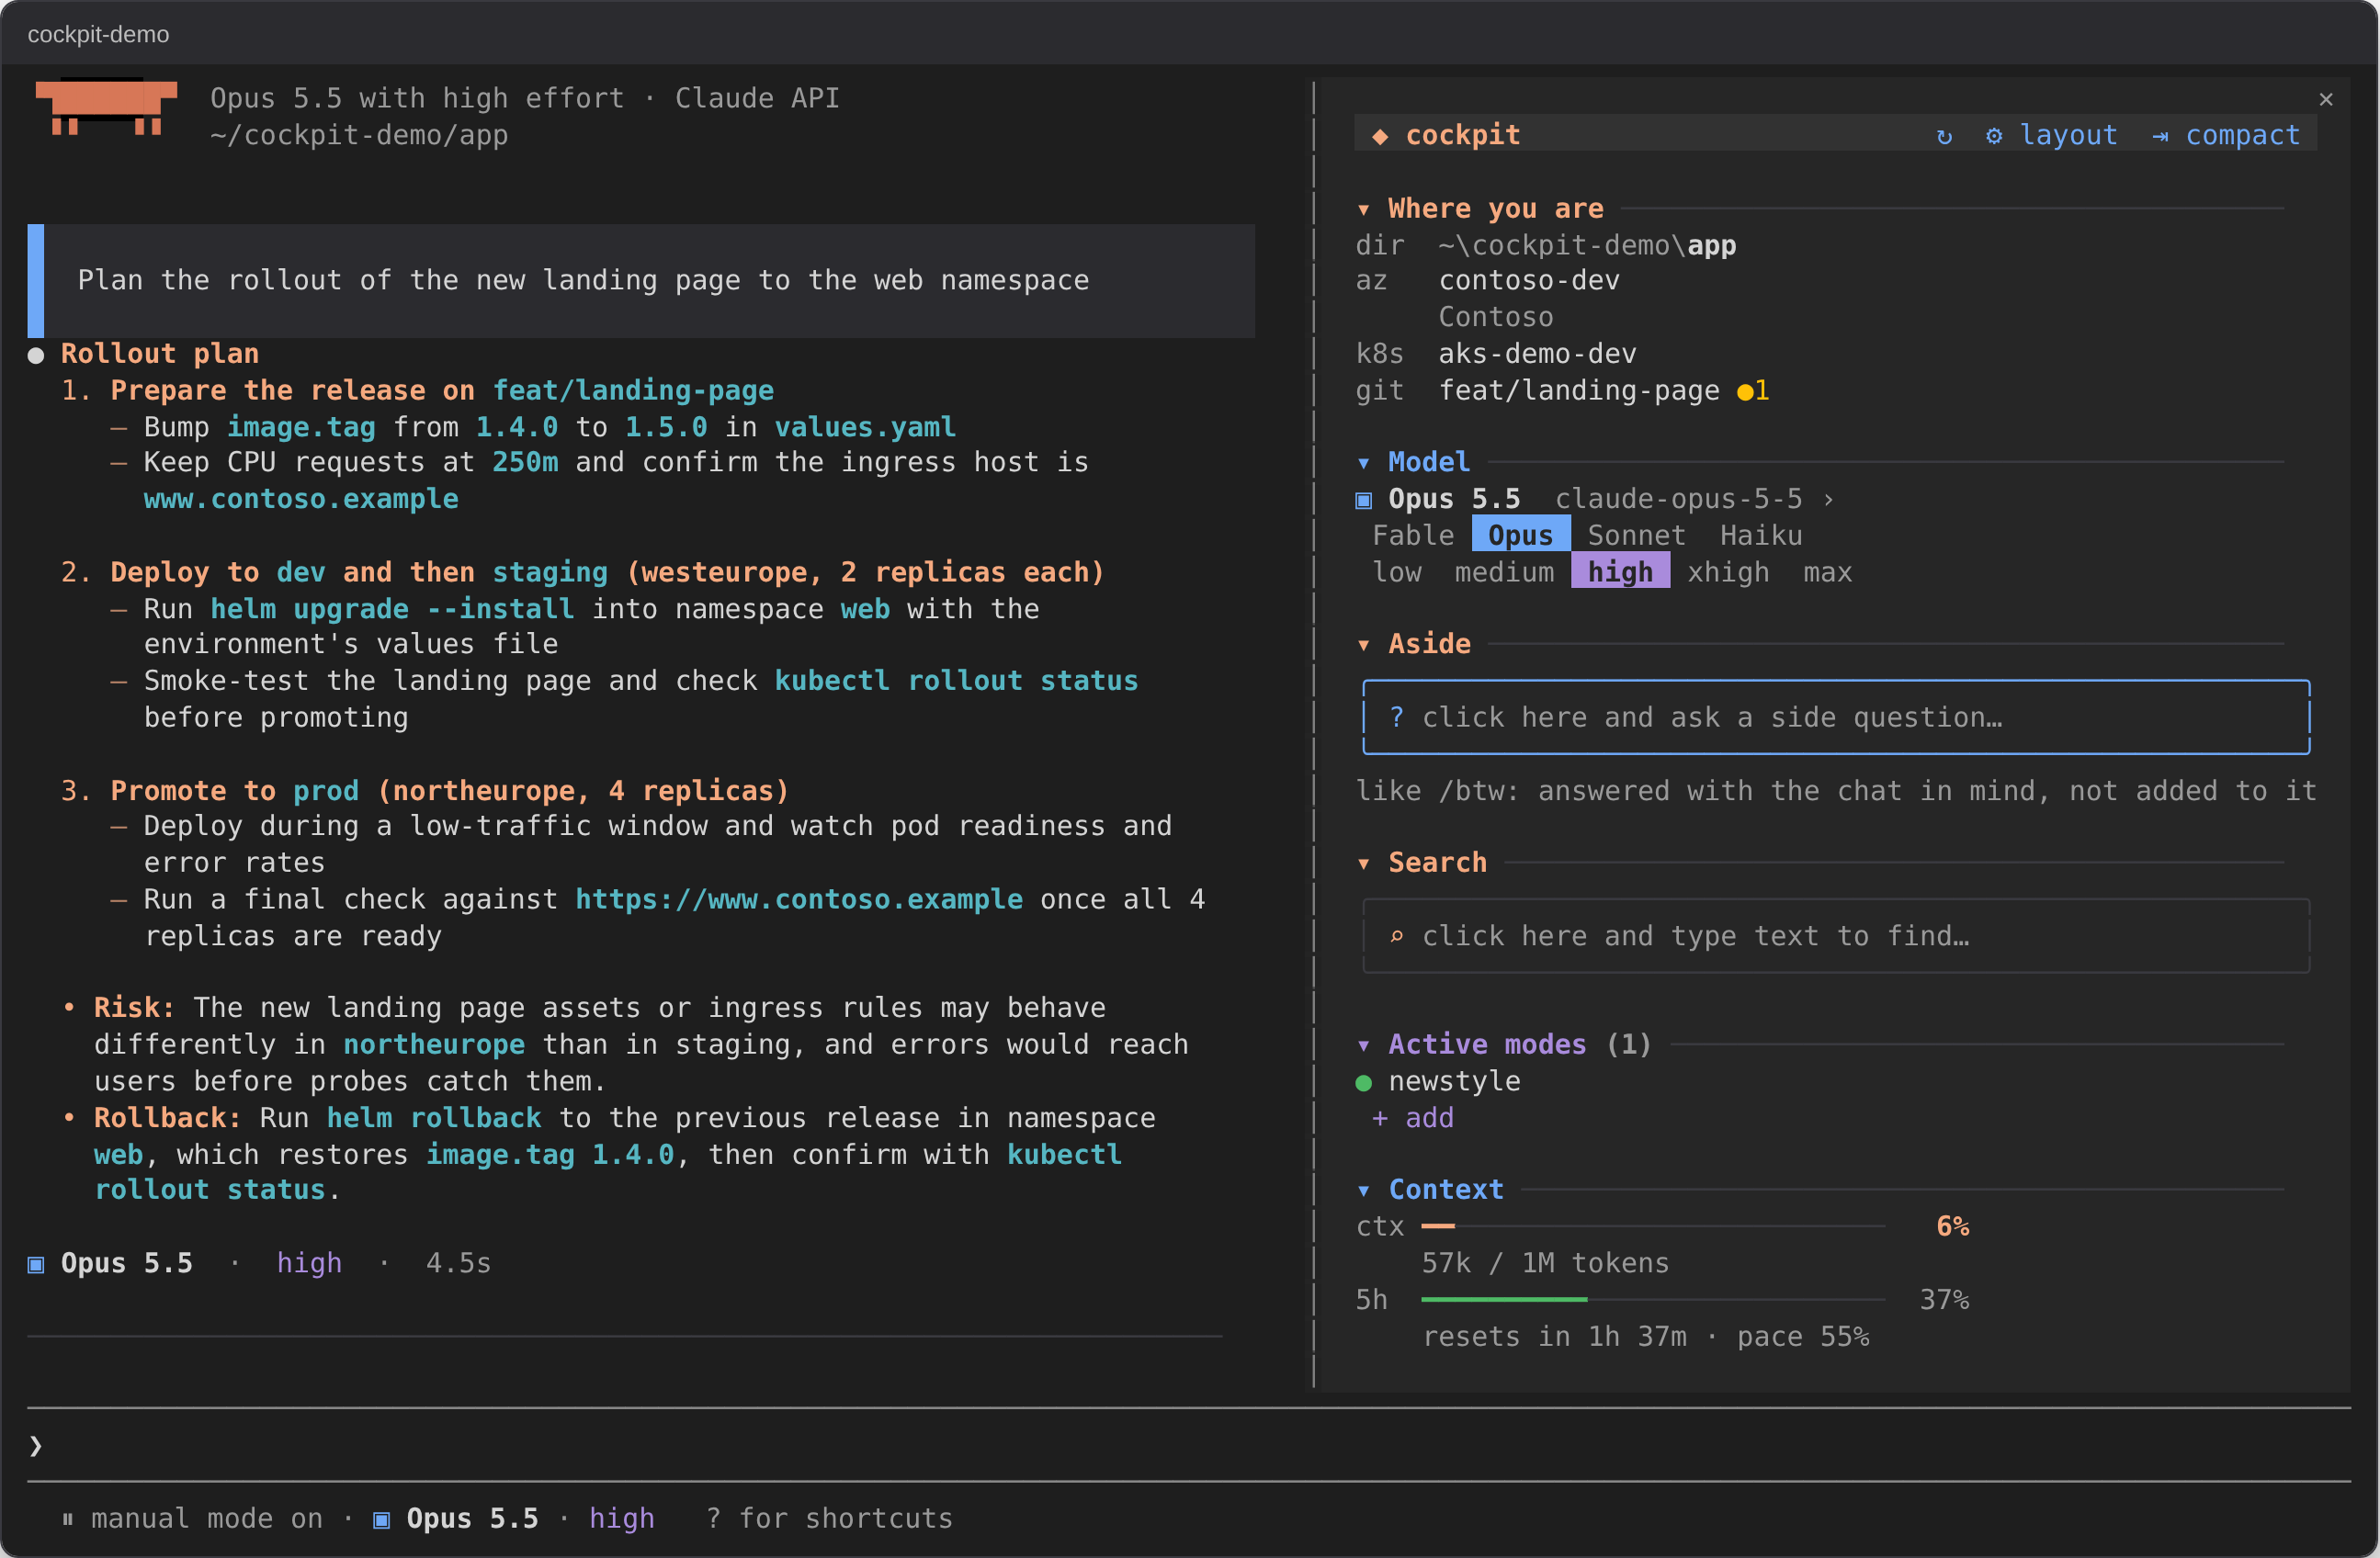 cockpit-demo
Opus 5.5 with high effort · Claude API
~/cockpit-demo/app
Plan the rollout of the new landing page to the web namespace
● Rollout plan
1. Prepare the release on feat/landing-page
– Bump image.tag from 1.4.0 to 1.5.0 in values.yaml
– Keep CPU requests at 250m and confirm the ingress host is
www.contoso.example
2. Deploy to dev and then staging (westeurope, 2 replicas each)
– Run helm upgrade --install into namespace web with the
environment's values file
– Smoke-test the landing page and check kubectl rollout status
before promoting
3. Promote to prod (northeurope, 4 replicas)
– Deploy during a low-traffic window and watch pod readiness and
error rates
– Run a final check against https://www.contoso.example once all 4
replicas are ready
• Risk: The new landing page assets or ingress rules may behave
differently in northeurope than in staging, and errors would reach
users before probes catch them.
• Rollback: Run helm rollback to the previous release in namespace
web, which restores image.tag 1.4.0, then confirm with kubectl
rollout status.
▣ Opus 5.5 · high · 4.5s
×
◆ cockpit ↻ ⚙ layout ⇥ compact
▾ Where you are
dir ~\cockpit-demo\app
az contoso-dev
Contoso
k8s aks-demo-dev
git feat/landing-page ●1
▾ Model
▣ Opus 5.5 claude-opus-5-5 ›
Fable Opus Sonnet Haiku
low medium high xhigh max
▾ Aside
? click here and ask a side question…
like /btw: answered with the chat in mind, not added to it
▾ Search
⌕ click here and type text to find…
▾ Active modes (1)
● newstyle
+ add
▾ Context
ctx 6%
57k / 1M tokens
5h 37%
resets in 1h 37m · pace 55%
❯
⏸ manual mode on · ▣ Opus 5.5 · high ? for shortcuts